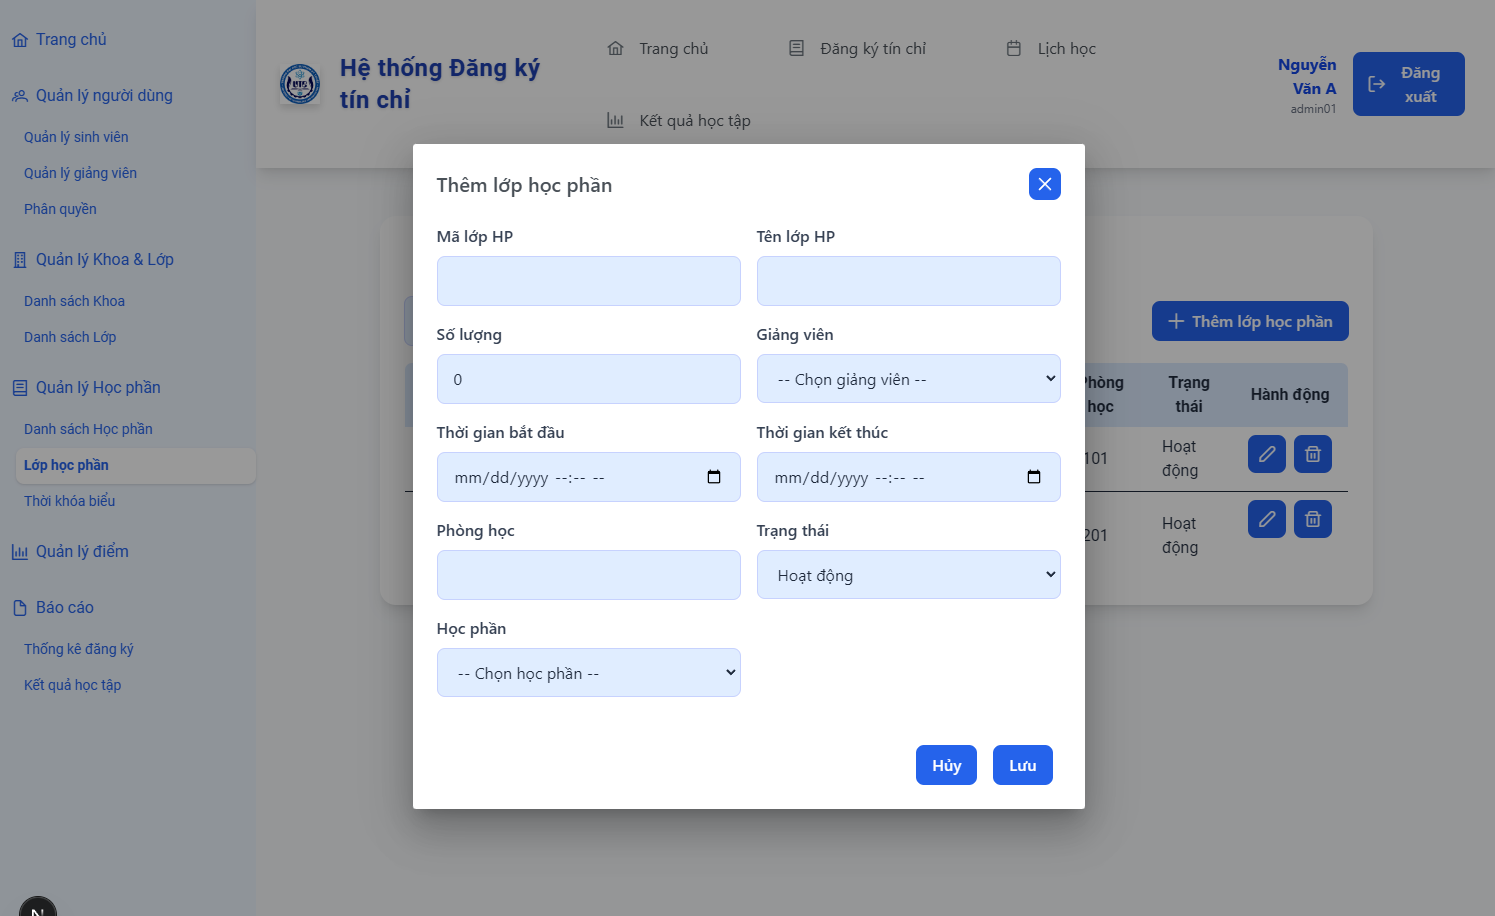 Trang chủ
Quản lý người dùng
Quản lý sinh viên
Quản lý giảng viên
Phân quyền
Quản lý Khoa & Lớp
Danh sách Khoa
Danh sách Lớp
Quản lý Học phần
Danh sách Học phần
Lớp học phần
Thời khóa biểu
Quản lý điểm
Báo cáo
Thống kê đăng ký
Kết quả học tập
Hệ thống Đăng ký
tín chỉ
Trang chủ
Đăng ký tín chỉ
Lịch học
Kết quả học tập
Nguyễn
Văn A
admin01
Đăng
xuất
Thêm lớp học phần
Phòng
học
Trạng
thái
Hành động
101
Hoạt
động
201
Hoạt
động
Thêm lớp học phần
Mã lớp HP
Tên lớp HP
Số lượng
Giảng viên
0
-- Chọn giảng viên --
Thời gian bắt đầu
Thời gian kết thúc
mm/dd/yyyy --:-- --
mm/dd/yyyy --:-- --
Phòng học
Trạng thái
Hoạt động
Học phần
-- Chọn học phần --
Hủy
Lưu